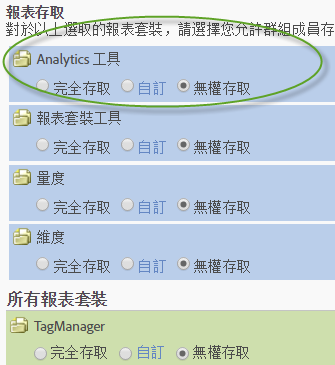 報表存取
對於以上選取的報表套裝，請選擇您允許群組成員存
Analytics 工具
完全存取 自訂 無權存取
報表套裝工具
完全存取 自訂 無權存取
量度
完全存取 自訂 無權存取
維度
完全存取 自訂 無權存取
所有報表套裝
TagManager
完全存取 自訂 無權存取